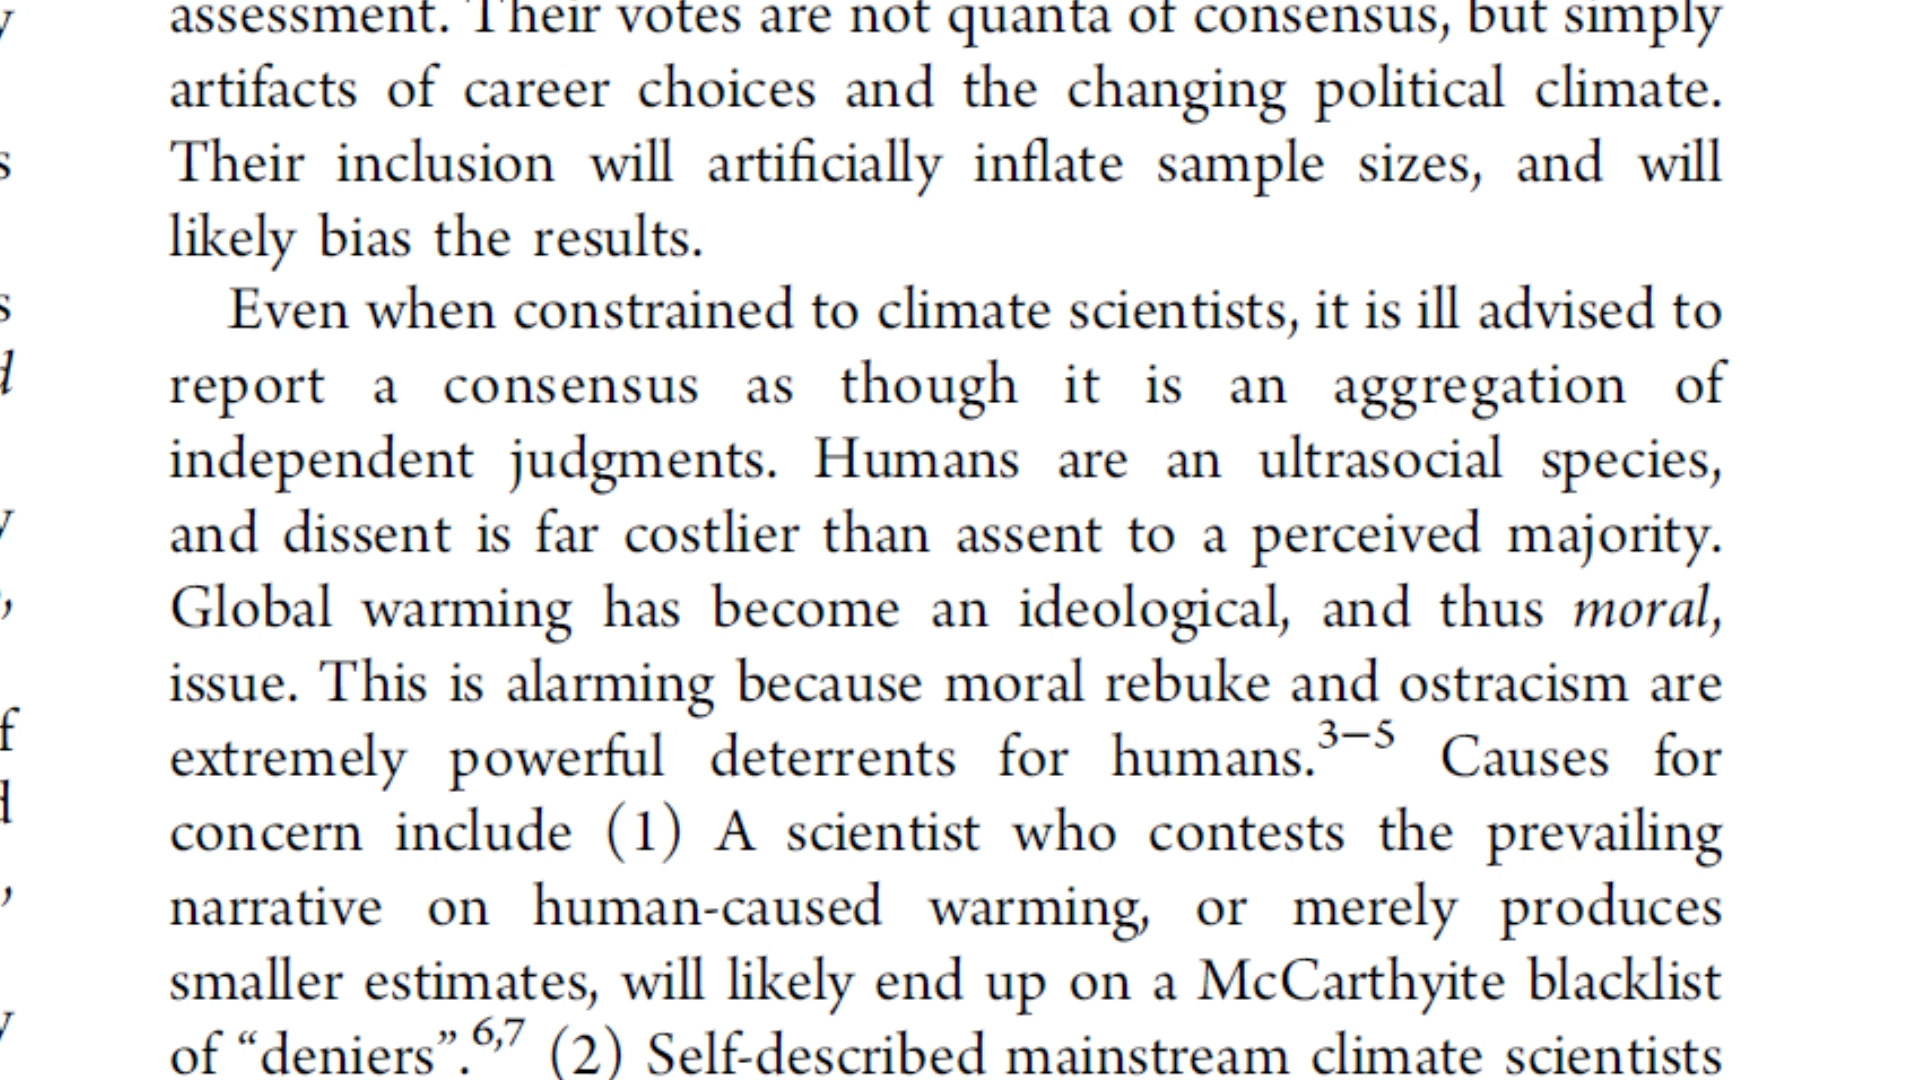 assessment. Their votes are not quanta of consensus, but simply
artifacts of career choices and the changing political climate.
Their inclusion will artificially inflate sample sizes, and will
likely bias the results.
Even when constrained to climate scientists, it is ill advised to
report a consensus as though it is an aggregation of
independent judgments. Humans are an ultrasocial species,
and dissent is far costlier than assent to a perceived majority.
Global warming has become an ideological, and thus moral,
issue. This is alarming because moral rebuke and ostracism are
extremely powerful deterrents for humans.3–5 Causes for
concern include (1) A scientist who contests the prevailing
narrative on human-caused warming, or merely produces
smaller estimates, will likely end up on a McCarthyite blacklist
of “deniers”.6,7 (2) Self-described mainstream climate scientists